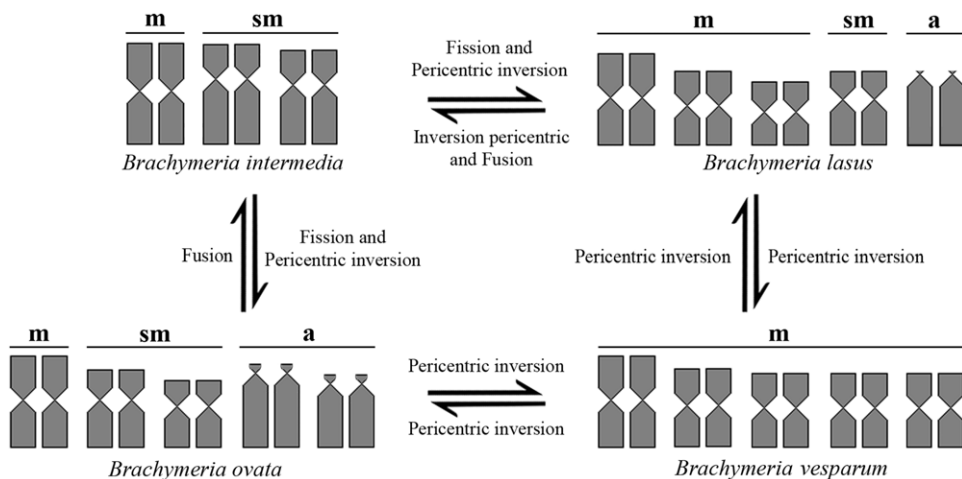 m sm
Brachymeria intermedia
Fission and
Pericentric inversion
Inversion pericentric
and Fusion
m sm a
Brachymeria lasus
Fusion
Fission and
Pericentric inversion
Pericentric inversion
Pericentric inversion
m sm a
Brachymeria ovata
Pericentric inversion
Pericentric inversion
m
Brachymeria vesparum